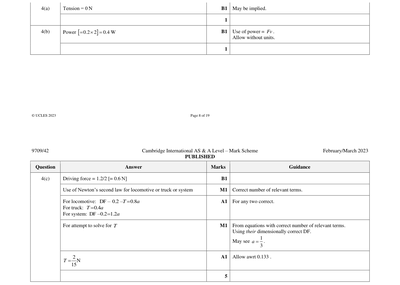 4(a) Tension = 0 N B1 May be implied.
1
4(b) Power [=0.2×2]=0.4 W B1 Use of power = Fv.
Allow without units.
1
© UCLES 2023 Page 8 of 19
9709/42 Cambridge International AS & A Level – Mark Scheme February/March 2023
PUBLISHED
Question Answer Marks Guidance
4(c) Driving force = 1.2/2 [= 0.6 N] B1
Use of Newton's second law for locomotive or truck or system M1 Correct number of relevant terms.
For locomotive: DF − 0.2 −T=0.8a A1 For any two correct.
For truck: T=0.4a
For system: DF −0.2=1.2a
For attempt to solve for T M1 From equations with correct number of relevant terms.
Using their dimensionally correct DF.
May see a = 1/3.
T = 2/15 N A1 Allow awrt 0.133.
5